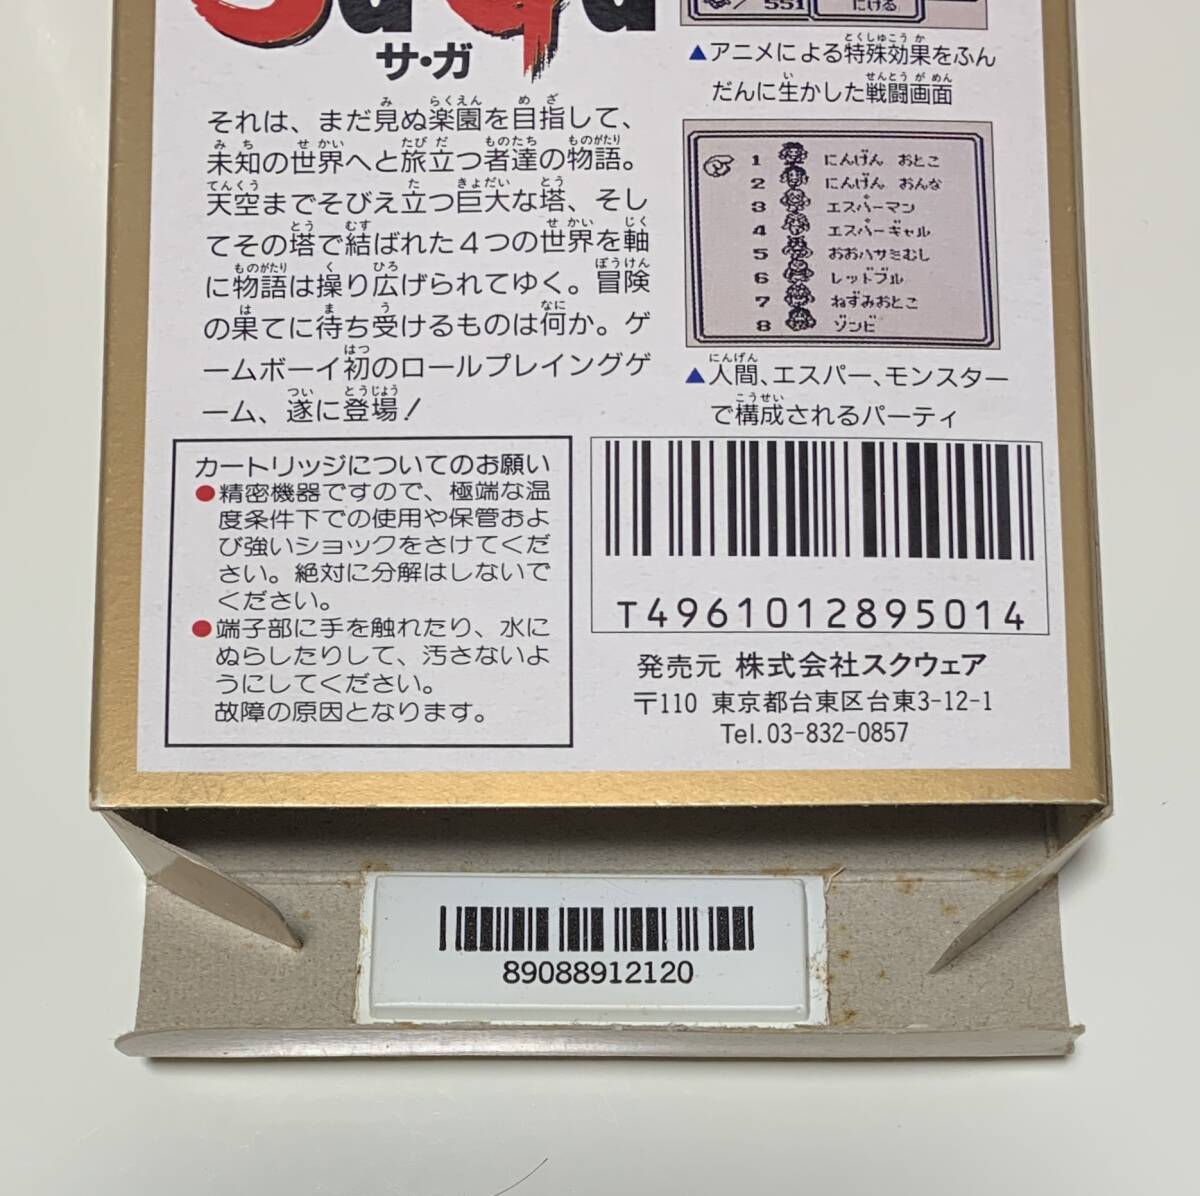 SaGa
サ・ガ
それは、まだ見ぬ楽園を目指して、
未知の世界へと旅立つ者達の物語。
天空までそびえ立つ巨大な塔、そし
てその塔で結ばれた4つの世界を軸
に物語は操り広げられてゆく。冒険
の果てに待ち受けるものは何か。ゲ
ームボーイ初のロールプレイングゲ
ーム、遂に登場!
551
にげる
▲アニメによる特殊効果をふん
だんに生かした戦闘画面
1 にんげん おとこ
2 にんげん おんな
3 エスパーマン
4 エスパーギャル
5 おおハサミむし
6 レッドブル
7 ねずみおとこ
8 ゾンビ
▲人間、エスパー、モンスター
で構成されるパーティ
カートリッジについてのお願い
●精密機器ですので、極端な温
度条件下での使用や保管およ
び強いショックをさけてくだ
さい。絶対に分解はしないで
ください。
●端子部に手を触れたり、水に
ぬらしたりして、汚さないよ
うにしてください。
故障の原因となります。
T4961012895014
発売元 株式会社スクウェア
〒110 東京都台東区台東3-12-1
Tel.03-832-0857
89088912120